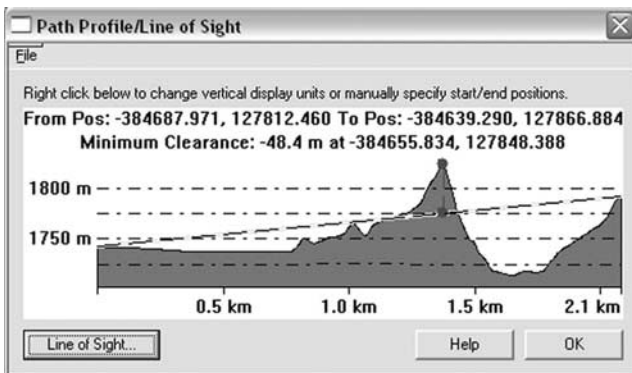 Path Profile/Line of Sight
File
Right click below to change vertical display units or manually specify start/end positions.
From Pos: -384687.971, 127812.460 To Pos: -384639.290, 127866.884
Minimum Clearance: -48.4 m at -384655.834, 127848.388
1800 m
1750 m
0.5 km 1.0 km 1.5 km 2.1 km
Line of Sight... Help OK